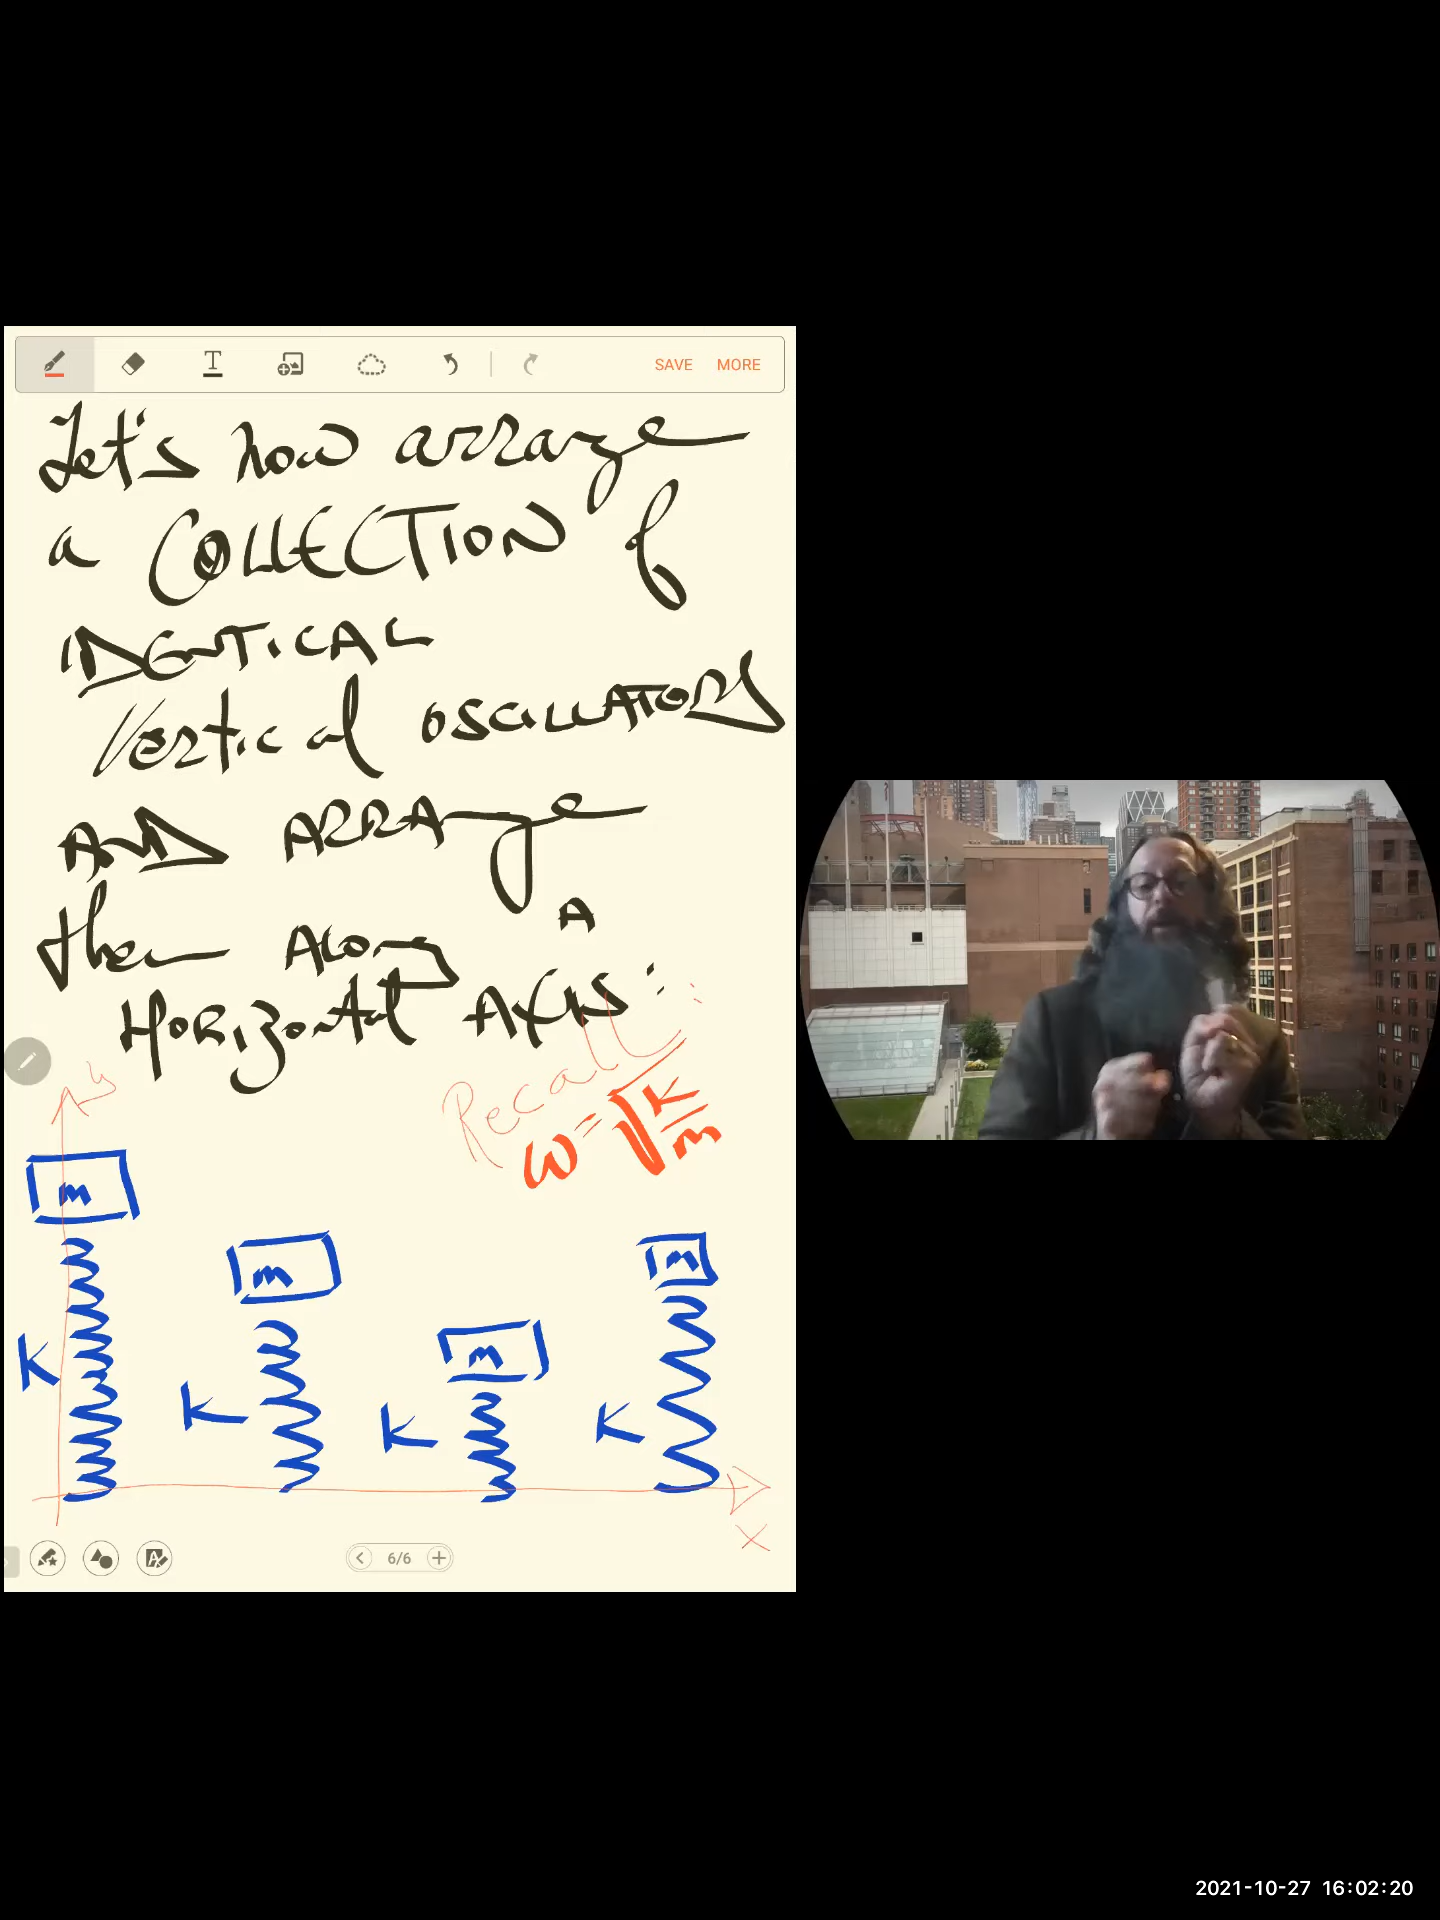 T
SAVE
MORE
Let's now arrange
a COLLECTION of
IDENTICAL
Vertical OSCILLATORY
AND ARRAnge
them Along A
HORIZontal AXIS:
Recall:
ω = √K/m
y
m
m
m
m
K
K
K
K
x
6/6
2021-10-27 16:02:20